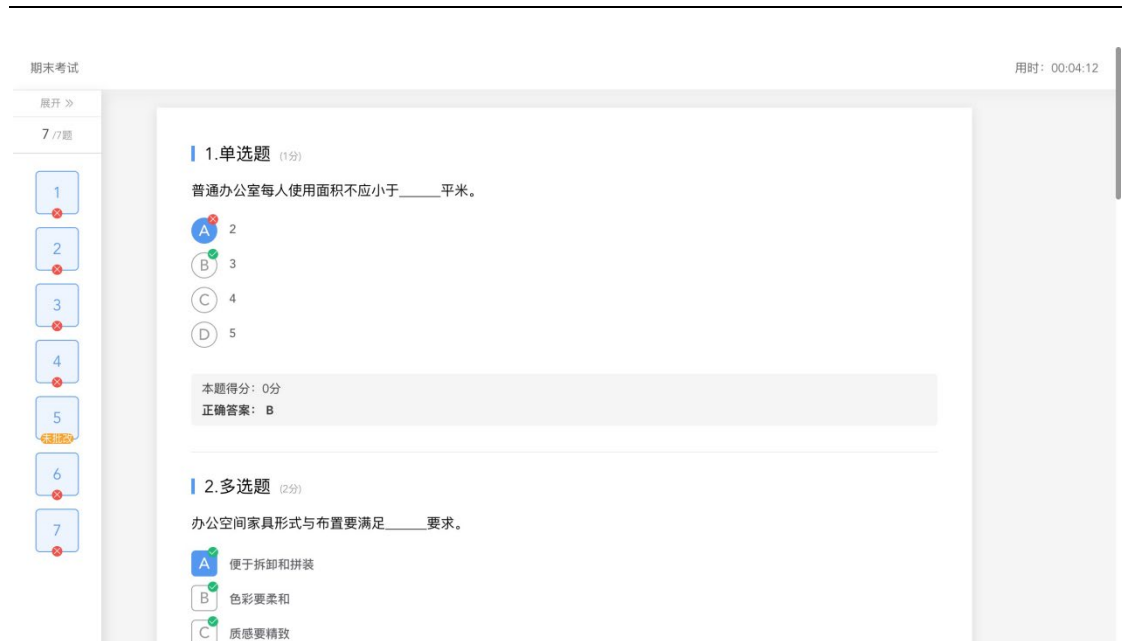 期末考试
用时：00:04:12
展开 »
7 /7题
1
2
3
4
5
未批改
6
7
1.单选题 (1分)
普通办公室每人使用面积不应小于_____平米。
A 2
B 3
C 4
D 5
本题得分：0分
正确答案： B
2.多选题 (2分)
办公空间家具形式与布置要满足_____要求。
A 便于拆卸和拼装
B 色彩要柔和
C 质感要精致